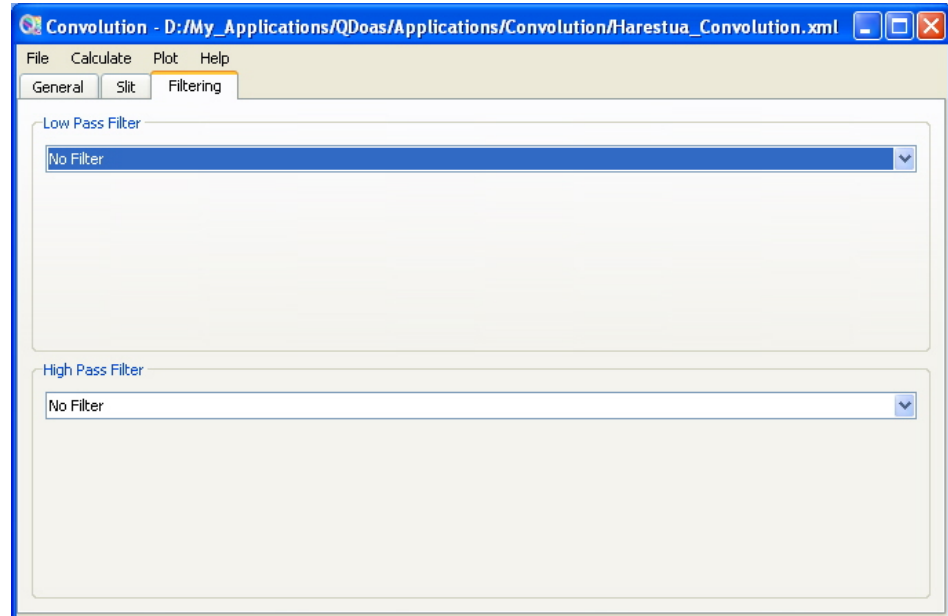 Convolution - D:/My_Applications/QDoas/Applications/Convolution/Harestua_Convolution.xml
File Calculate Plot Help
General Slit Filtering
Low Pass Filter
No Filter
High Pass Filter
No Filter